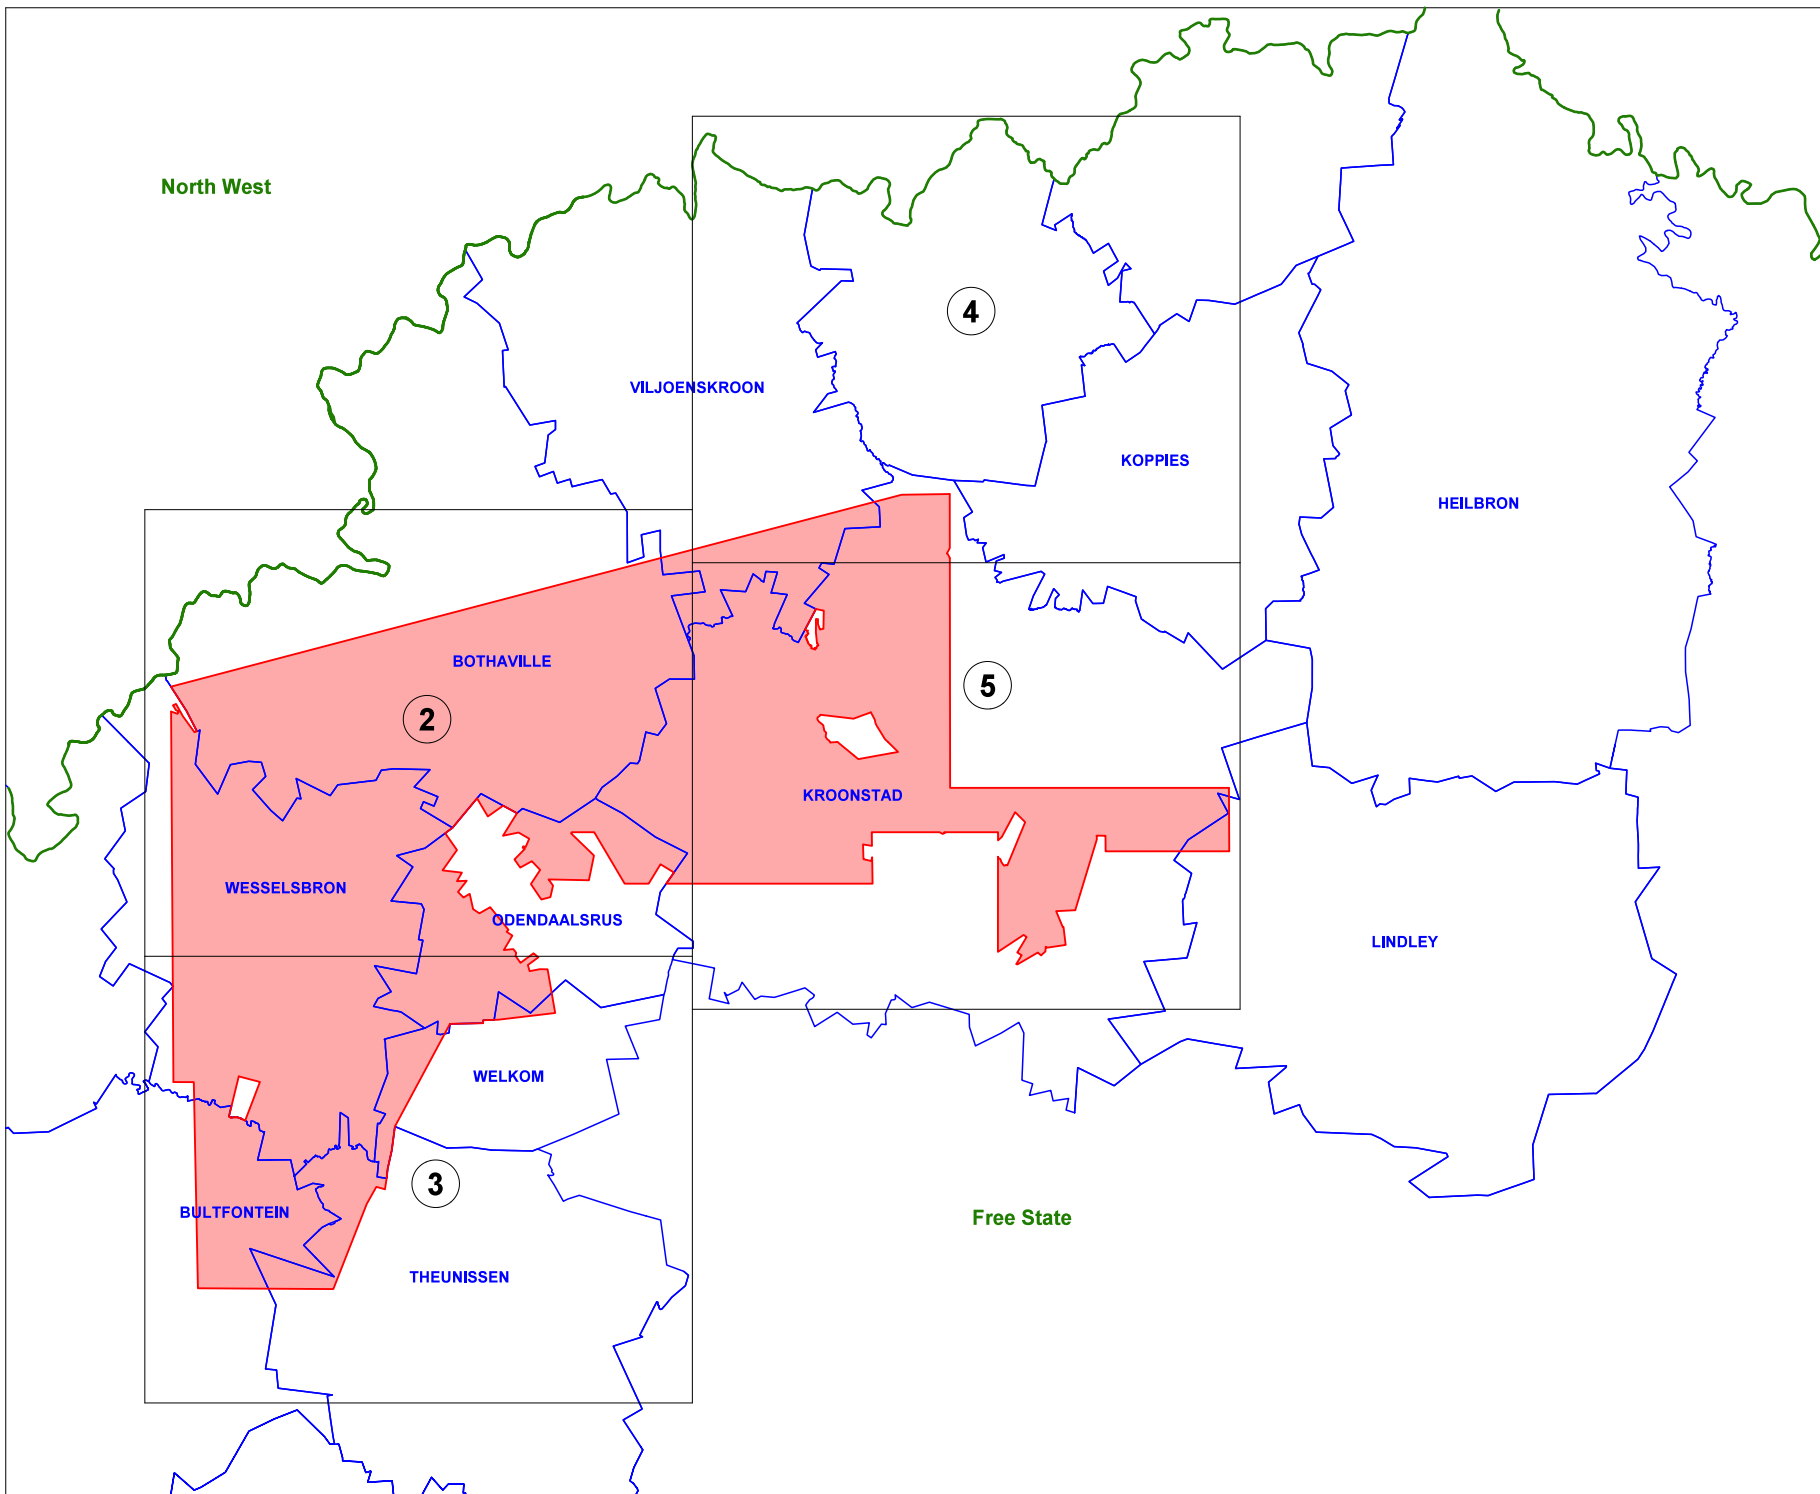 North West
4
VILJOENSKROON
KOPPIES
HEILBRON
BOTHAVILLE
5
2
KROONSTAD
WESSELSBRON
ODENDAALSRUS
LINDLEY
WELKOM
3
BULTFONTEIN
Free State
THEUNISSEN